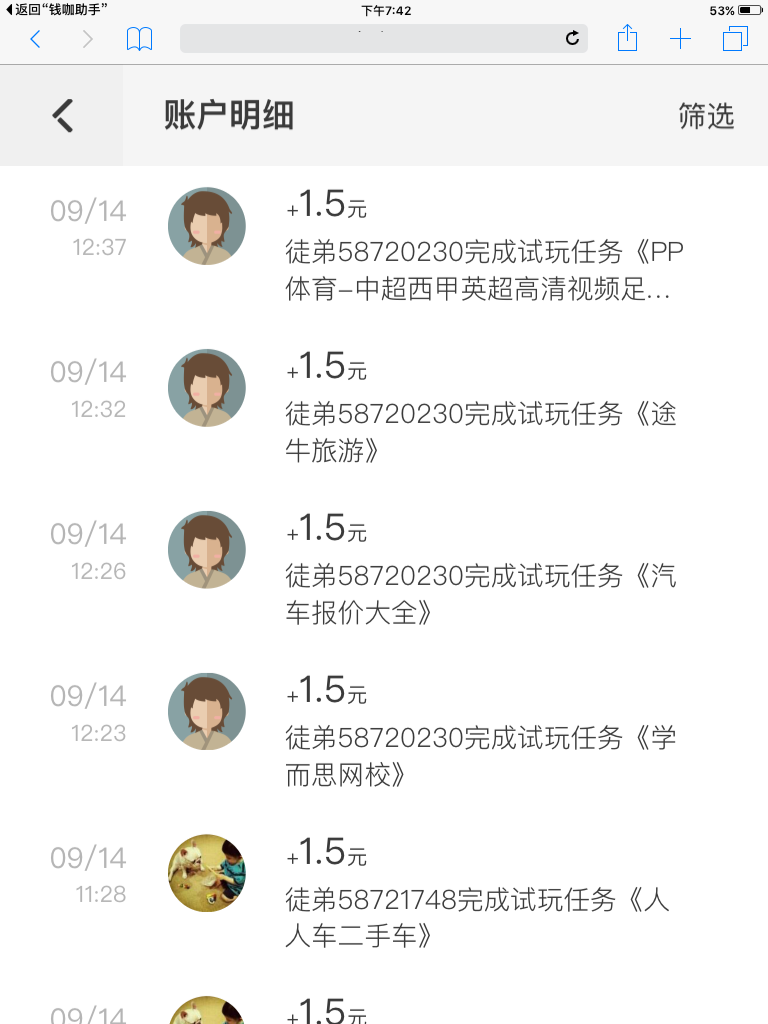 返回“钱咖助手”
下午7:42
53%
账户明细
筛选
09/14
+1.5元
12:37
徒弟58720230完成试玩任务《PP
体育-中超西甲英超高清视频足...
09/14
+1.5元
12:32
徒弟58720230完成试玩任务《途
牛旅游》
09/14
+1.5元
12:26
徒弟58720230完成试玩任务《汽
车报价大全》
09/14
+1.5元
12:23
徒弟58720230完成试玩任务《学
而思网校》
09/14
+1.5元
11:28
徒弟58721748完成试玩任务《人
人车二手车》
09/14
+1.5元